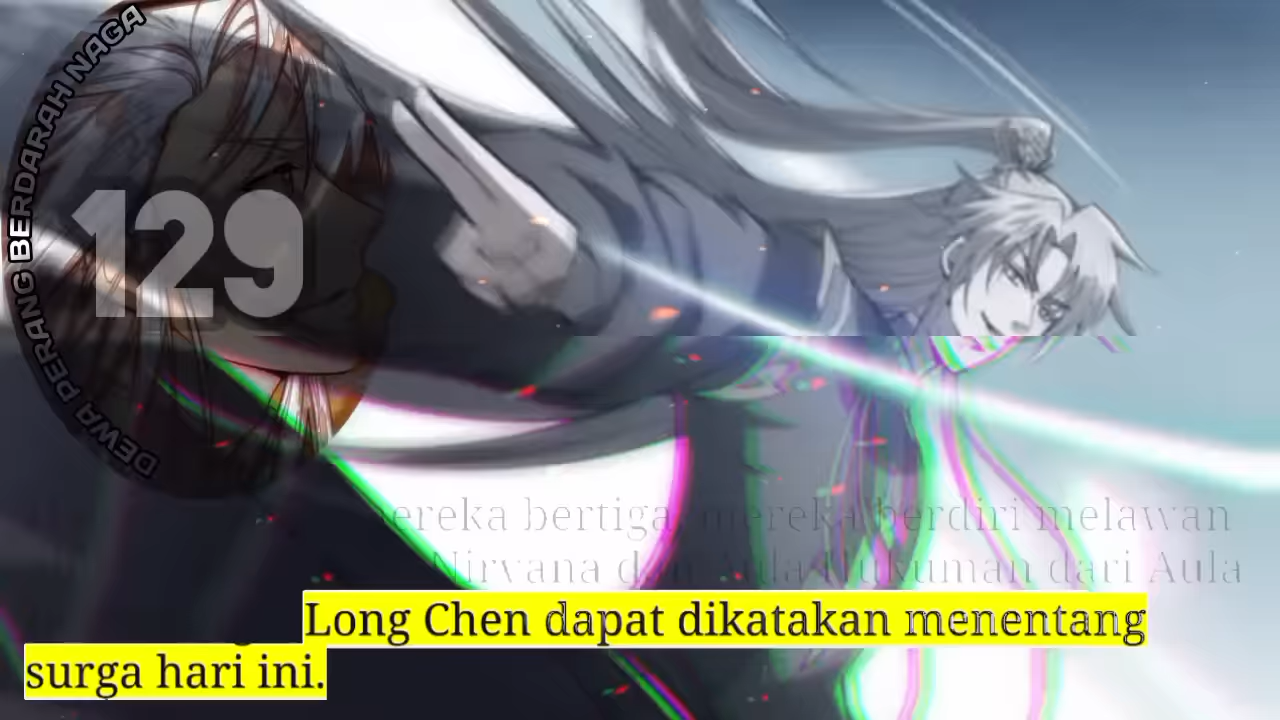 DEWA PERANG BERDARAH NAGA
129
mereka bertiga, mereka berdiri melawan
Nirvana dan Aula Hukuman dari Aula
Long Chen dapat dikatakan menentang
surga hari ini.